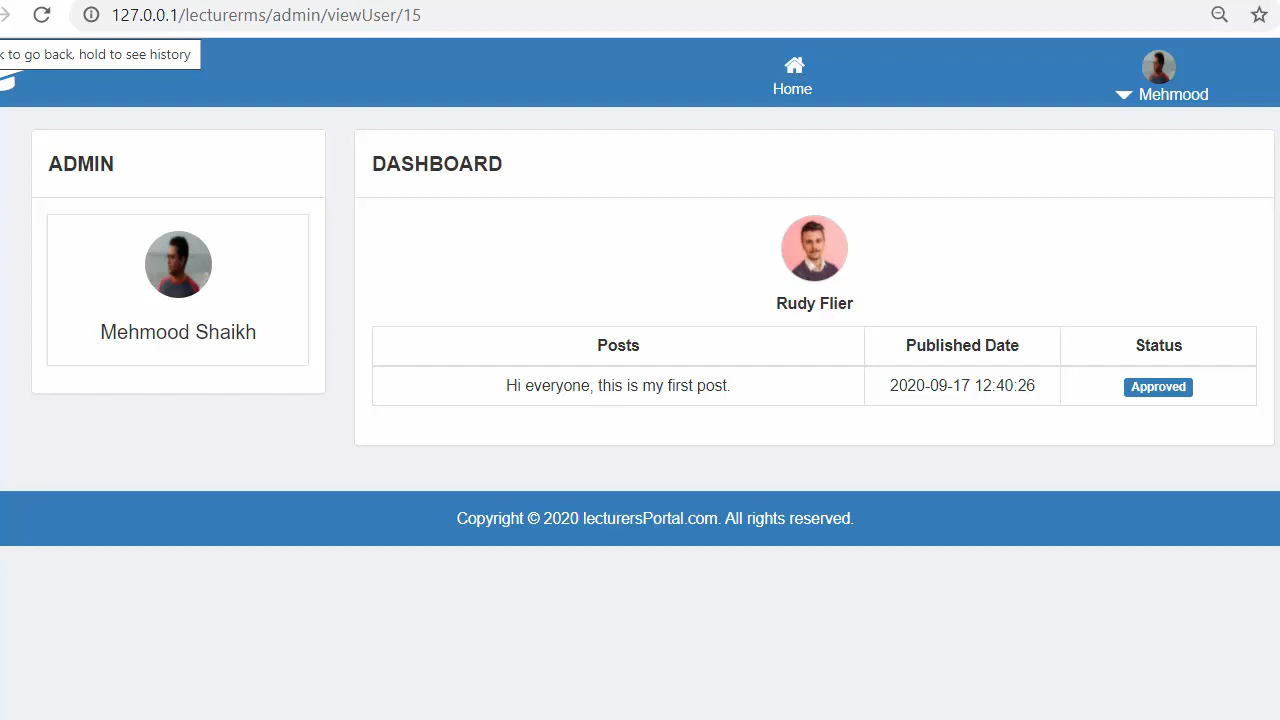 127.0.0.1/lecturerms/admin/viewUser/15
k to go back, hold to see history
Home
Mehmood
ADMIN
Mehmood Shaikh
DASHBOARD
Rudy Flier
Posts Published Date Status
Hi everyone, this is my first post. 2020-09-17 12:40:26 Approved
Copyright © 2020 lecturersPortal.com. All rights reserved.